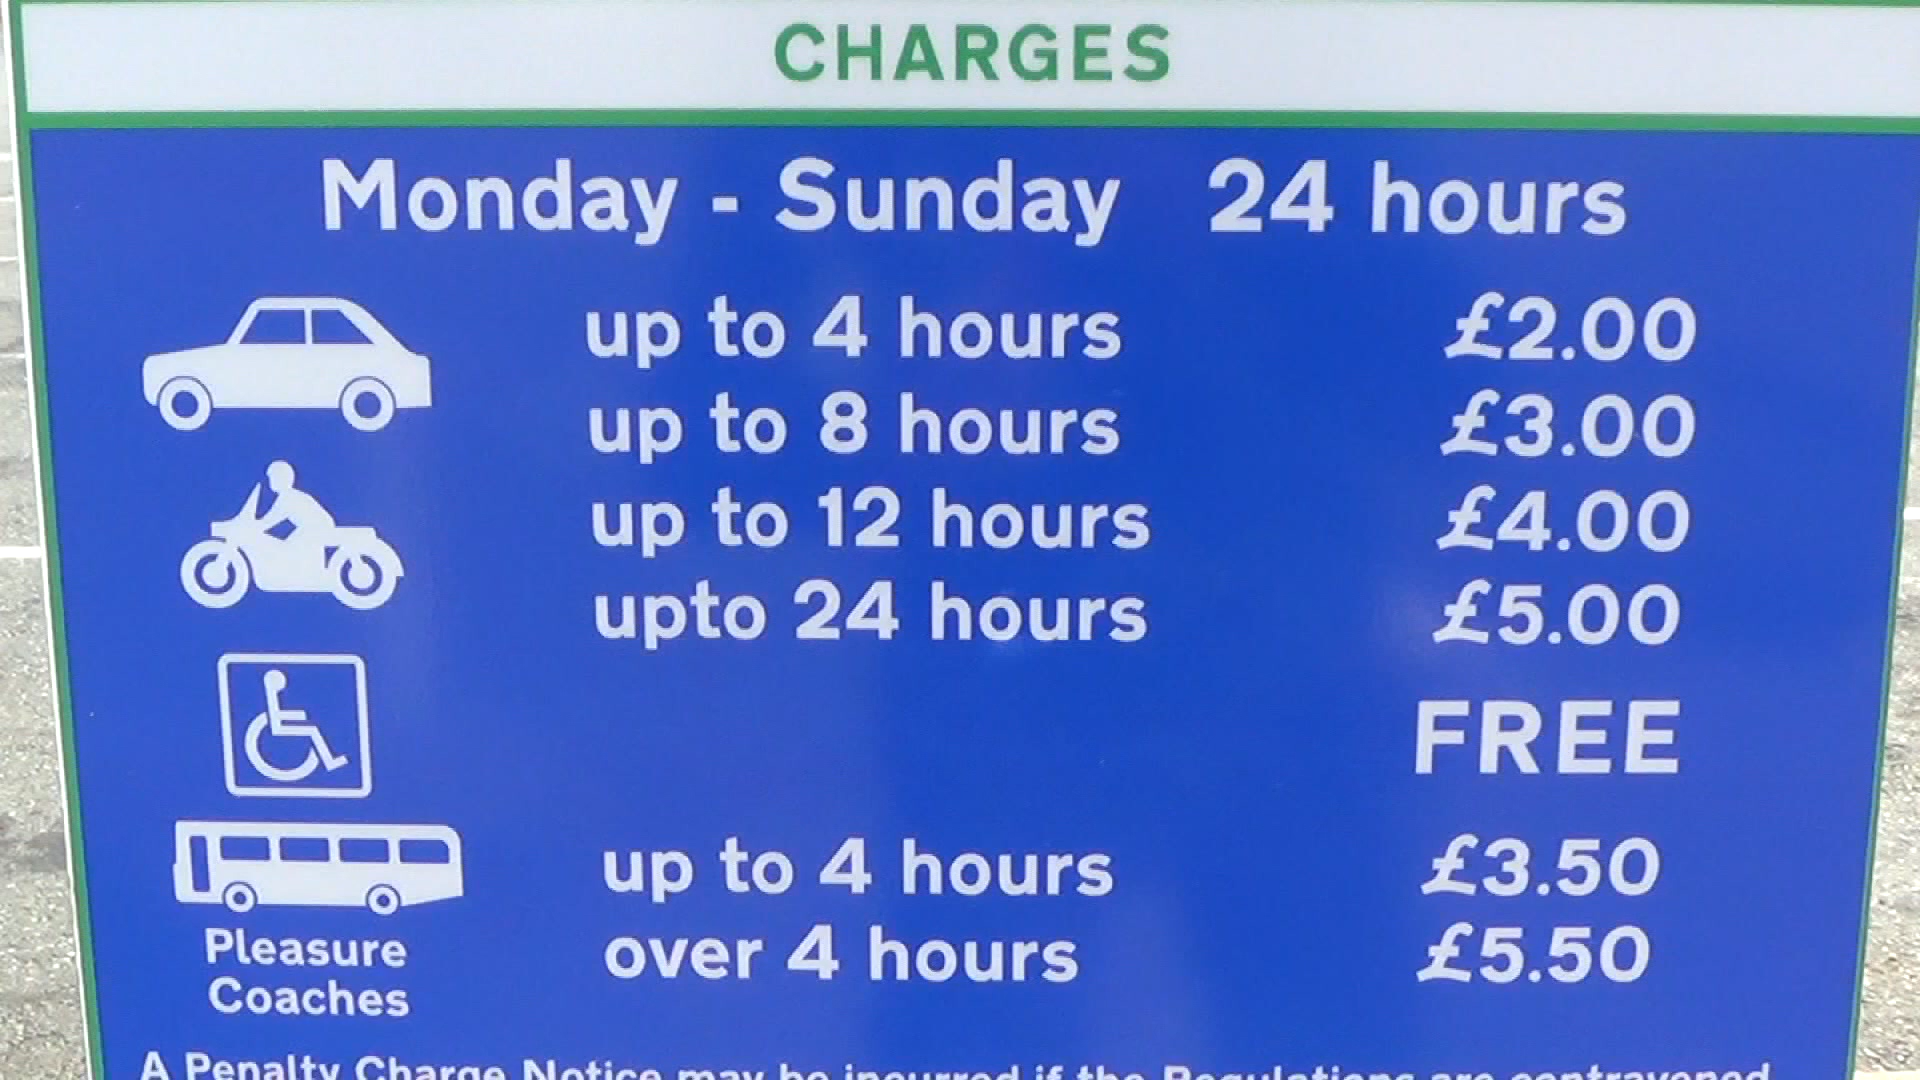 CHARGES
Monday - Sunday 24 hours
up to 4 hours £2.00
up to 8 hours £3.00
up to 12 hours £4.00
upto 24 hours £5.00
FREE
up to 4 hours £3.50
over 4 hours £5.50
Pleasure
Coaches
A Penalty Charge Notice may be incurred if the Regulations are contravened